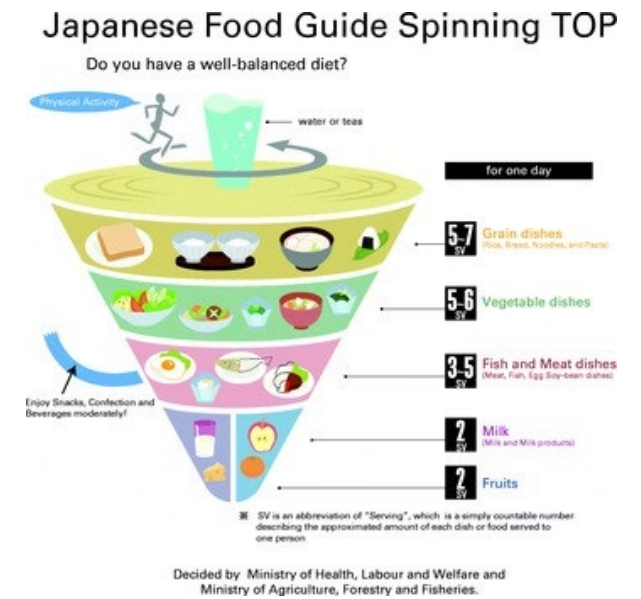 Japanese Food Guide Spinning TOP
Do you have a well-balanced diet?
Physical Activity
water or teas
for one day
5-7
SV
Grain dishes
(Rice, Bread, Noodles, and Pasta)
5-6
SV
Vegetable dishes
3-5
SV
Fish and Meat dishes
(Meat, Fish, Egg Soy-bean dishes)
Enjoy Snacks, Confection and
Beverages moderately!
2
SV
Milk
(Milk and Milk products)
2
SV
Fruits
※ SV is an abbreviation of "Serving", which is a simply countable number
describing the approximated amount of each dish or food served to
one person
Decided by Ministry of Health, Labour and Welfare and
Ministry of Agriculture, Forestry and Fisheries.